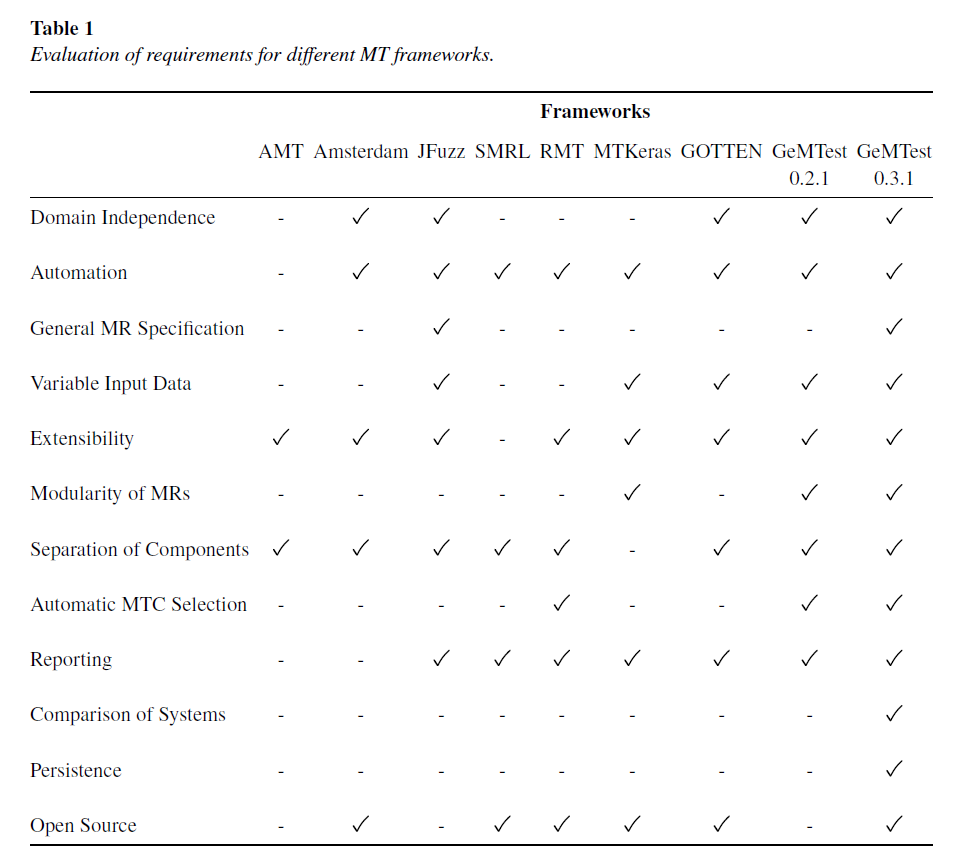 Table 1
Evaluation of requirements for different MT frameworks.
Frameworks
AMT Amsterdam JFuzz SMRL RMT MTKeras GOTTEN GeMTest GeMTest
0.2.1 0.3.1
Domain Independence - ✓ ✓ - - - ✓ ✓ ✓
Automation - ✓ ✓ ✓ ✓ ✓ ✓ ✓ ✓
General MR Specification - - ✓ - - - - - ✓
Variable Input Data - - ✓ - - ✓ ✓ ✓ ✓
Extensibility ✓ ✓ ✓ - ✓ ✓ ✓ ✓ ✓
Modularity of MRs - - - - - ✓ - ✓ ✓
Separation of Components ✓ ✓ ✓ ✓ ✓ - ✓ ✓ ✓
Automatic MTC Selection - - - - ✓ - - ✓ ✓
Reporting - - ✓ ✓ ✓ ✓ ✓ ✓ ✓
Comparison of Systems - - - - - - - - ✓
Persistence - - - - - - - - ✓
Open Source - ✓ - ✓ ✓ ✓ ✓ - ✓